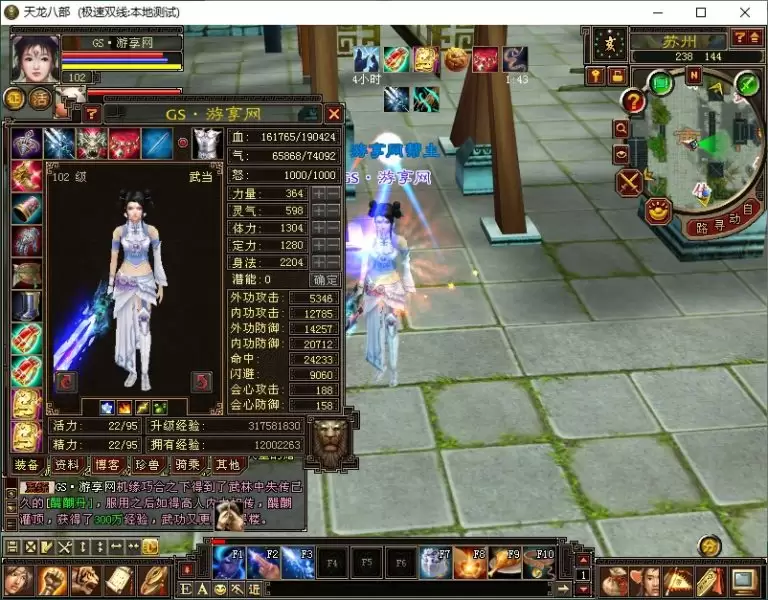 天龙八部 (极速双线:本地测试)
GS·游享网
102
4小时
1:43
苏州
238 144
N
自动寻路
GS·游享网
102 级
武当
血: 161765/190424
气: 65868/74092
怒: 1000/1000
力量: 364
灵气: 598
体力: 1304
定力: 1280
身法: 2204
潜能:0
确定
外功攻击: 5346
内功攻击: 12785
外功防御: 14257
内功防御: 20712
命中: 24233
闪避: 9060
会心攻击: 188
会心防御: 158
活力: 22/95
升级经验: 317581830
精力: 22/95
拥有经验: 12002263
装备 资料 博客 珍兽 骑乘 其他
游享网帮主
GS·游享网
GS·游享网机缘巧合之下得到了武林中失传已
久的[醍醐丹],服用之后如得高人内
传,醍醐
灌顶,获得了300万经验,武功又更
楼。
F1 F2 F3 F4 F5 F6 F7 F8 F9 F10
1
E A 近